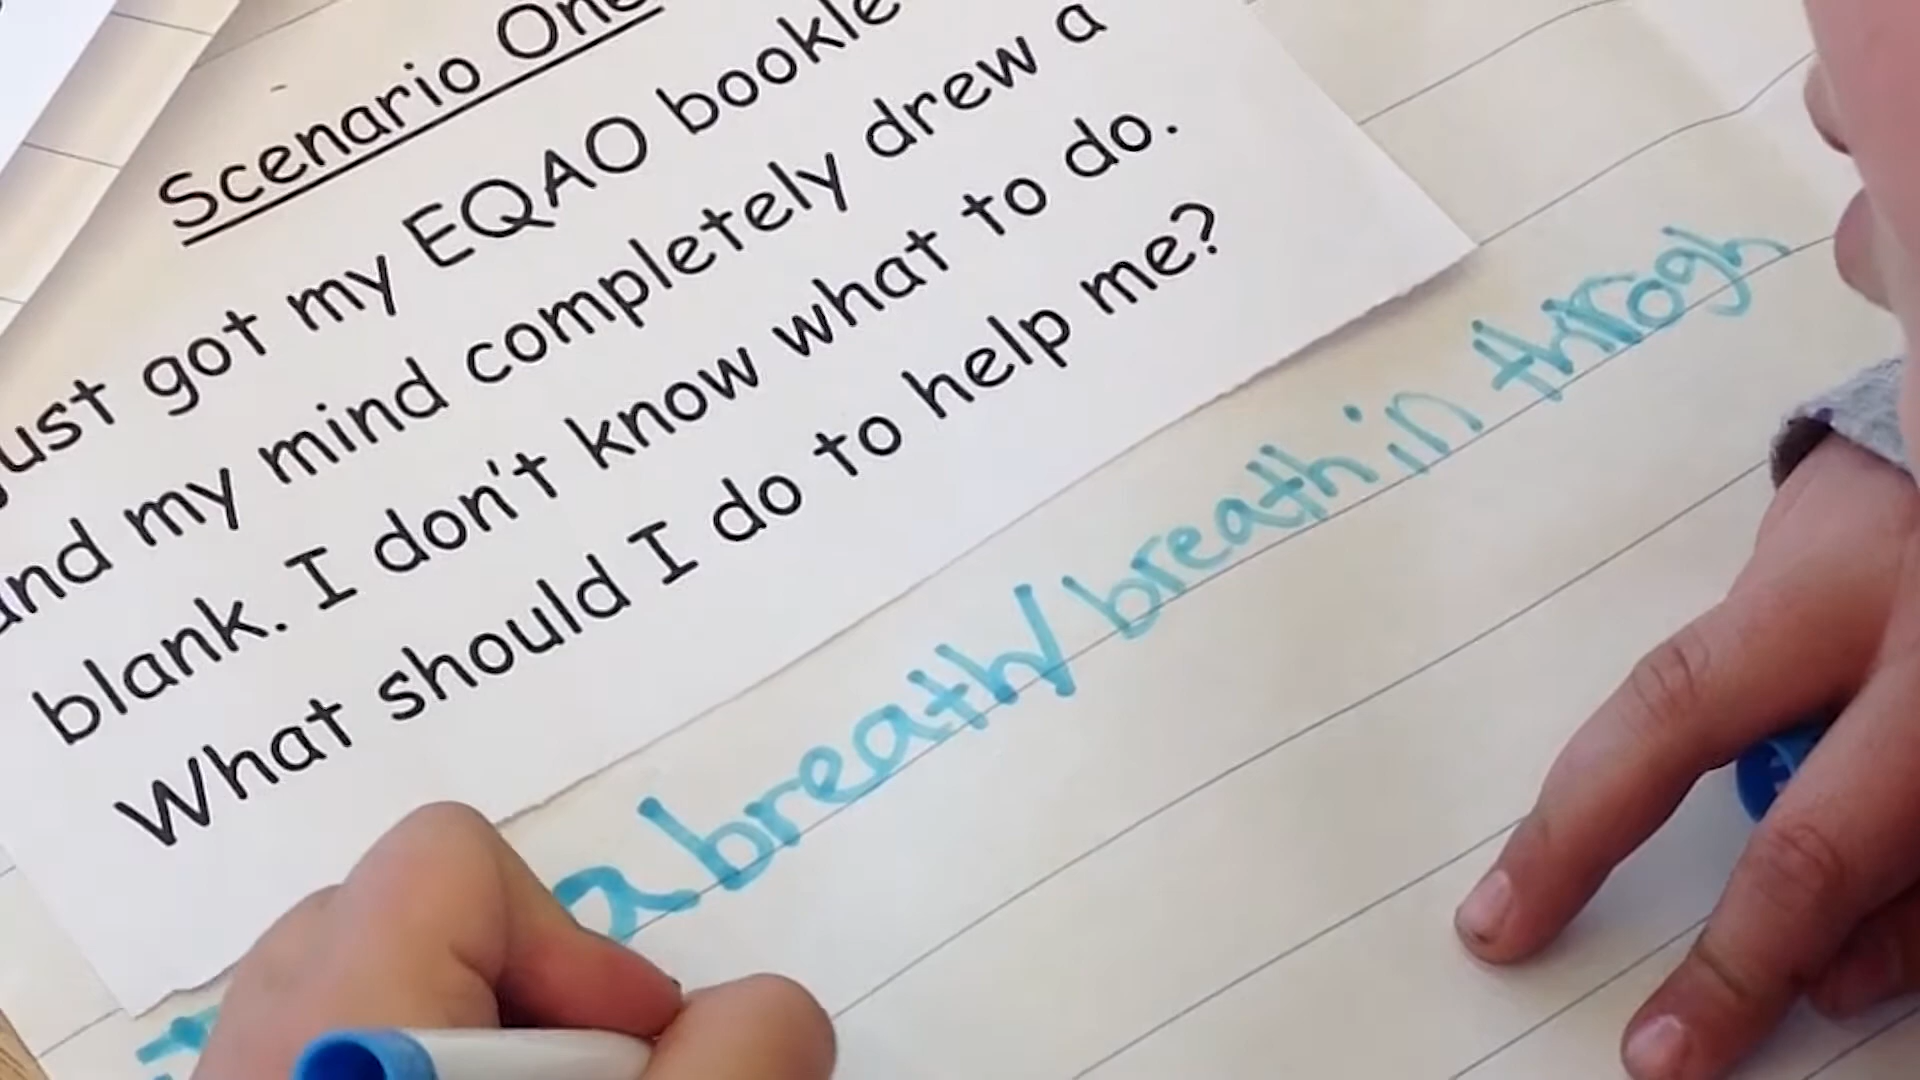 Scenario One
ust got my EQAO bookle
and my mind completely drew a
blank. I don't know what to do.
What should I do to help me?
a breath/ breath in throgh